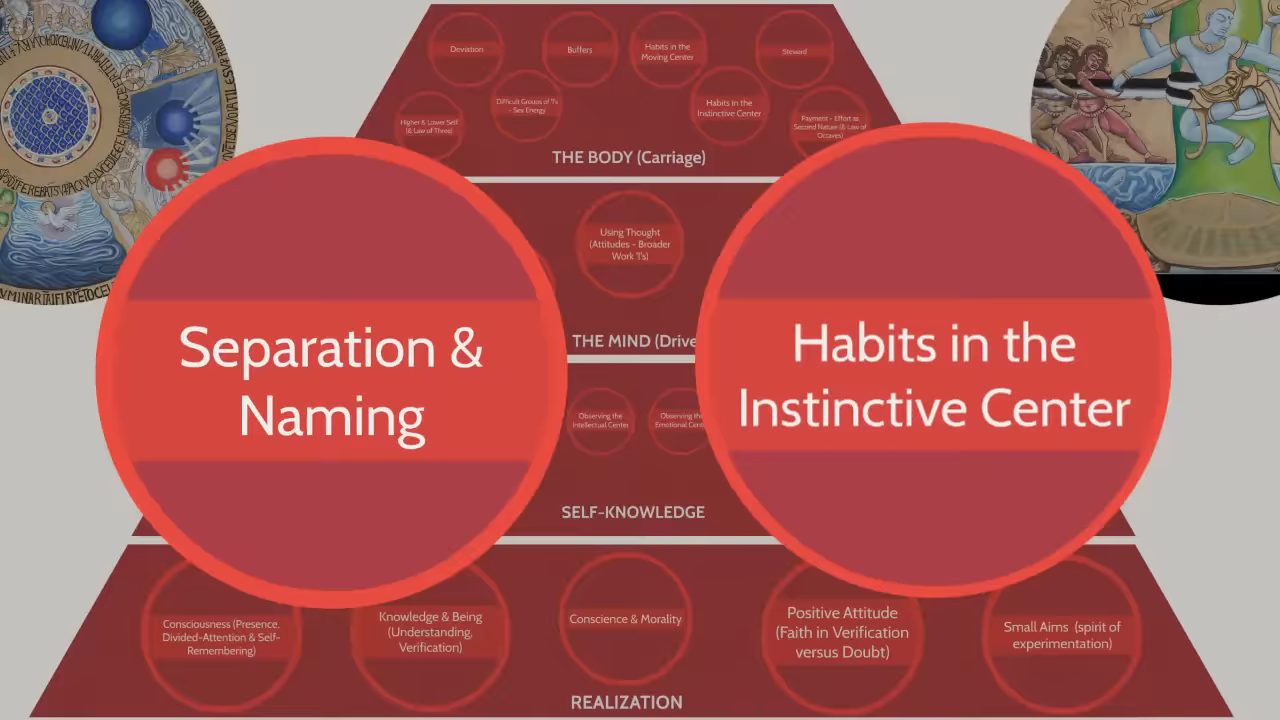 Deviation
Buffers
Habits in the
Moving Center
Steward
Higher & Lower Self
(& Law of Three)
Difficult Groups of 'I's
- Sex Energy
Habits in the
Instinctive Center
Payment - Effort as
Second Nature (& Law of
Octaves)
THE BODY (Carriage)
Using Thought
(Attitudes - Broader
Work 'I's)
THE MIND (Drive
Separation &
Naming
Habits in the
Instinctive Center
Observing the
Intellectual Center
Observing the
Emotional Cent
SELF-KNOWLEDGE
Consciousness (Presence,
Divided-Attention & Self-
Remembering)
Knowledge & Being
(Understanding,
Verification)
Conscience & Morality
Positive Attitude
(Faith in Verification
versus Doubt)
Small Aims (spirit of
experimentation)
REALIZATION